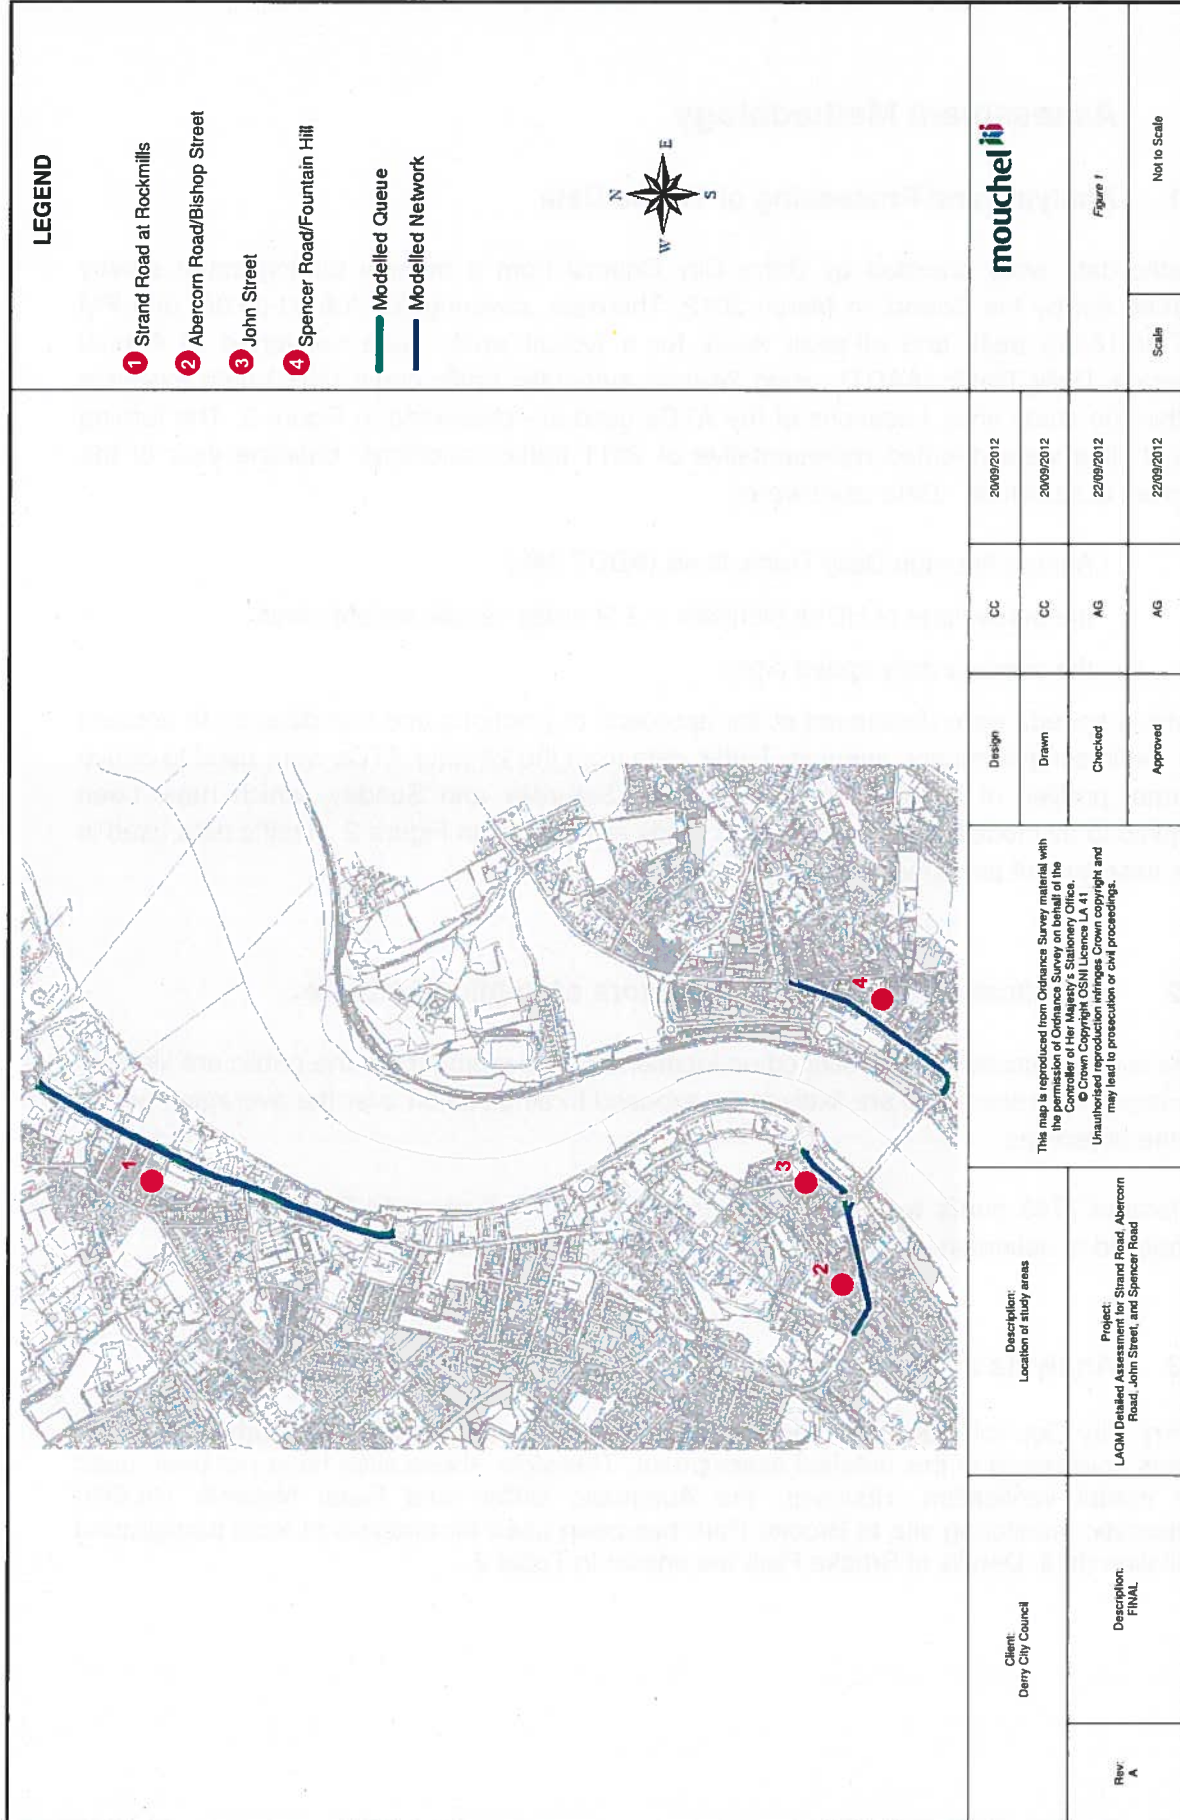 LEGEND
1 Strand Road at Rockmills
2 Abercorn Road/Bishop Street
3 John Street
4 Spencer Road/Fountain Hill
Modelled Queue
Modelled Network
N
E
S
W
1
2
3
4
Client:
Derry City Council
Description:
Location of study areas
This map is reproduced from Ordnance Survey material with
the permission of Ordnance Survey on behalf of the
Controller of Her Majesty's Stationery Office.
© Crown Copyright OSNI Licence LA 41
Unauthorised reproduction infringes Crown copyright and
may lead to prosecution or civil proceedings.
Design
CC
20/09/2012
Drawn
CC
20/09/2012
Checked
AG
22/09/2012
Approved
AG
22/09/2012
mouchel
Figure 1
Scale
Not to Scale
Rev:
A
Description:
FINAL
Project:
LAQM Detailed Assessment for Strand Road, Abercorn
Road, John Street, and Spencer Road